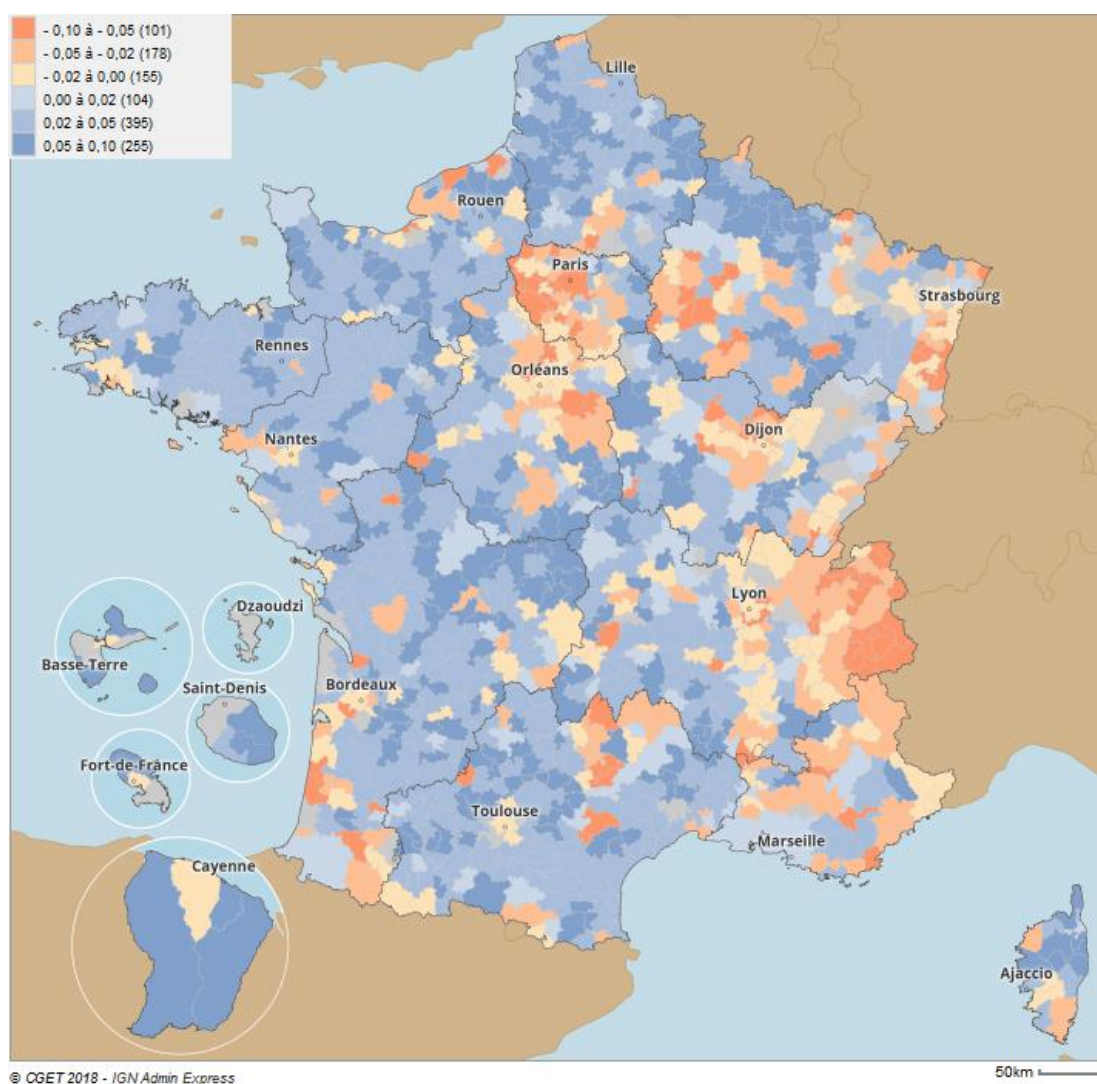 - 0,10 à - 0,05 (101)
- 0,05 à - 0,02 (178)
- 0,02 à 0,00 (155)
0,00 à 0,02 (104)
0,02 à 0,05 (395)
0,05 à 0,10 (255)
Lille
Rouen
Paris
Strasbourg
Rennes
Orléans
Nantes
Dijon
Lyon
Dzaoudzi
Basse-Terre
Saint-Denis
Bordeaux
Fort-de-France
Toulouse
Marseille
Cayenne
Ajaccio
© CGET 2018 - IGN Admin Express
50km